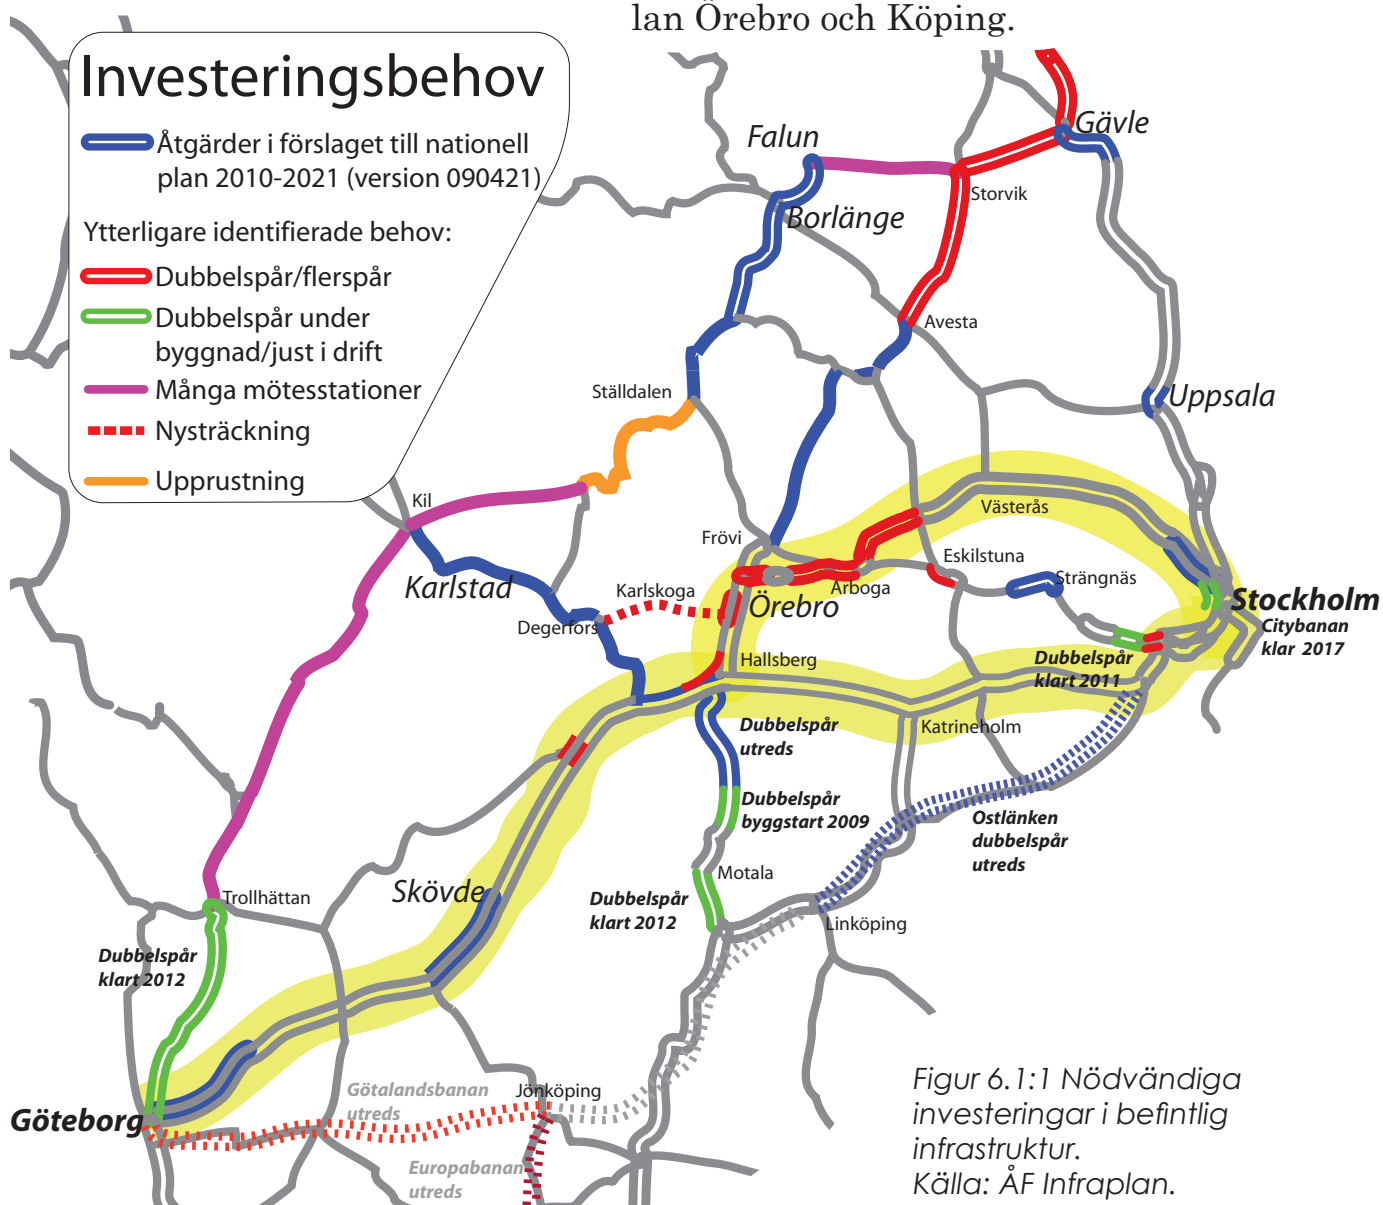 lan Örebro och Köping.
Investeringsbehov
Åtgärder i förslaget till nationell
plan 2010-2021 (version 090421)
Ytterligare identifierade behov:
Dubbelspår/flerspår
Dubbelspår under
byggnad/just i drift
Många mötesstationer
Nysträckning
Upprustning
Gävle
Falun
Storvik
Borlänge
Avesta
Ställdalen
Uppsala
Kil
Västerås
Frövi
Eskilstuna
Strängnäs
Karlstad
Karlskoga
Arboga
Örebro
Stockholm
Citybanan
klar 2017
Degerfors
Hallsberg
Dubbelspår
klart 2011
Katrineholm
Dubbelspår
utreds
Dubbelspår
byggstart 2009
Ostlänken
dubbelspår
utreds
Motala
Skövde
Trollhättan
Dubbelspår
klart 2012
Linköping
Dubbelspår
klart 2012
Götalandsbanan
utreds
Jönköping
Göteborg
Europabanan
utreds
Figur 6.1:1 Nödvändiga
investeringar i befintlig
infrastruktur.
Källa: ÅF Infraplan.